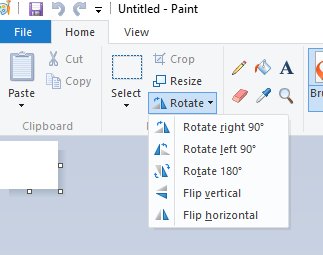 Untitled - Paint
File
Home
View
Cut
Copy
Paste
Clipboard
Crop
Resize
Select
Rotate
A
Rotate right 90°
Rotate left 90°
Rotate 180°
Flip vertical
Flip horizontal